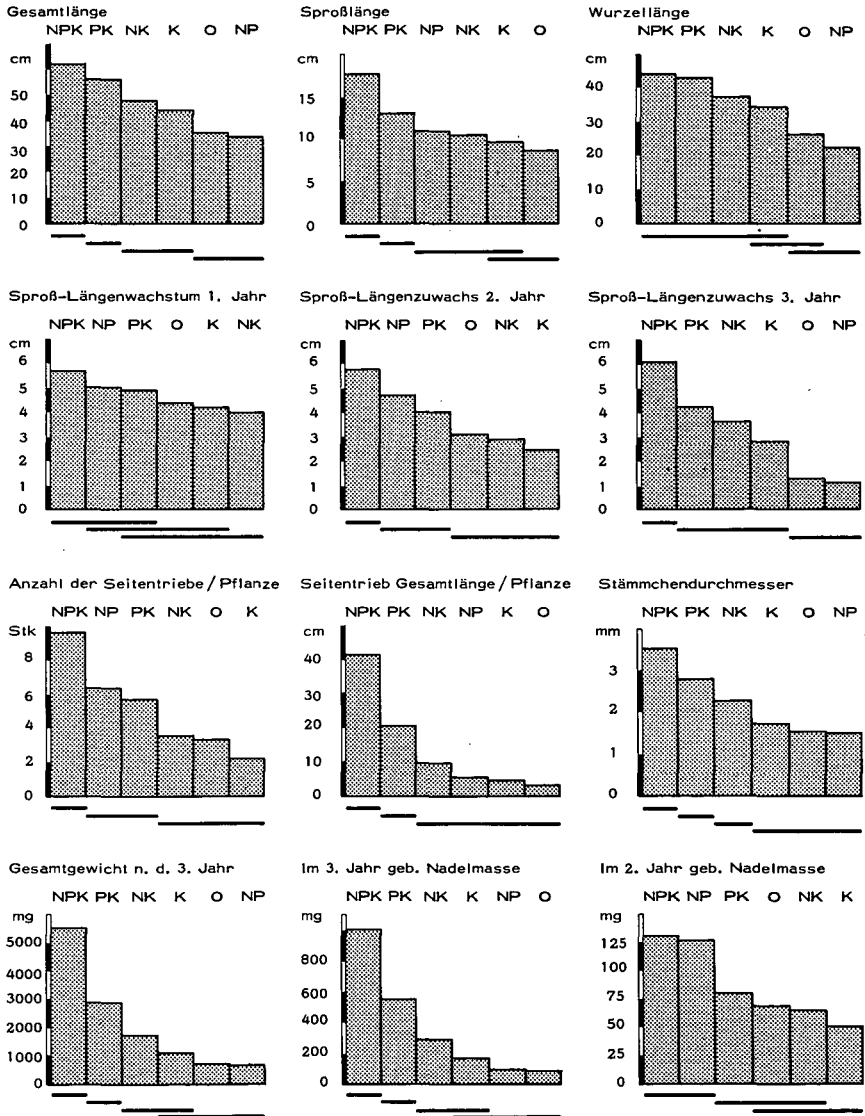 Gesamtlänge
NPK PK NK K O NP
cm
50
40
30
20
10
0
Sproßlänge
NPK PK NP NK K O
cm
15
10
5
0
Wurzellänge
NPK PK NK K O NP
cm
40
30
20
10
0
Sproß-Längenwachstum 1. Jahr
NPK NP PK O K NK
cm
6
5
4
3
2
1
0
Sproß-Längenzuwachs 2. Jahr
NPK NP PK O NK K
cm
6
5
4
3
2
1
0
Sproß-Längenzuwachs 3. Jahr
NPK PK NK K O NP
cm
6
5
4
3
2
1
0
Anzahl der Seitentriebe/Pflanze
NPK NP PK NK O K
Stk
8
6
4
2
0
Seitentrieb Gesamtlänge/Pflanze
NPK PK NK NP K O
cm
40
30
20
10
0
Stämmchendurchmesser
NPK PK NK K O NP
mm
3
2
1
0
Gesamtgewicht n. d. 3. Jahr
NPK PK NK K O NP
mg
5000
4000
3000
2000
1000
0
Im 3. Jahr geb. Nadelmasse
NPK PK NK K NP O
mg
800
600
400
200
0
Im 2. Jahr geb. Nadelmasse
NPK NP PK O NK K
mg
125
100
75
50
25
0